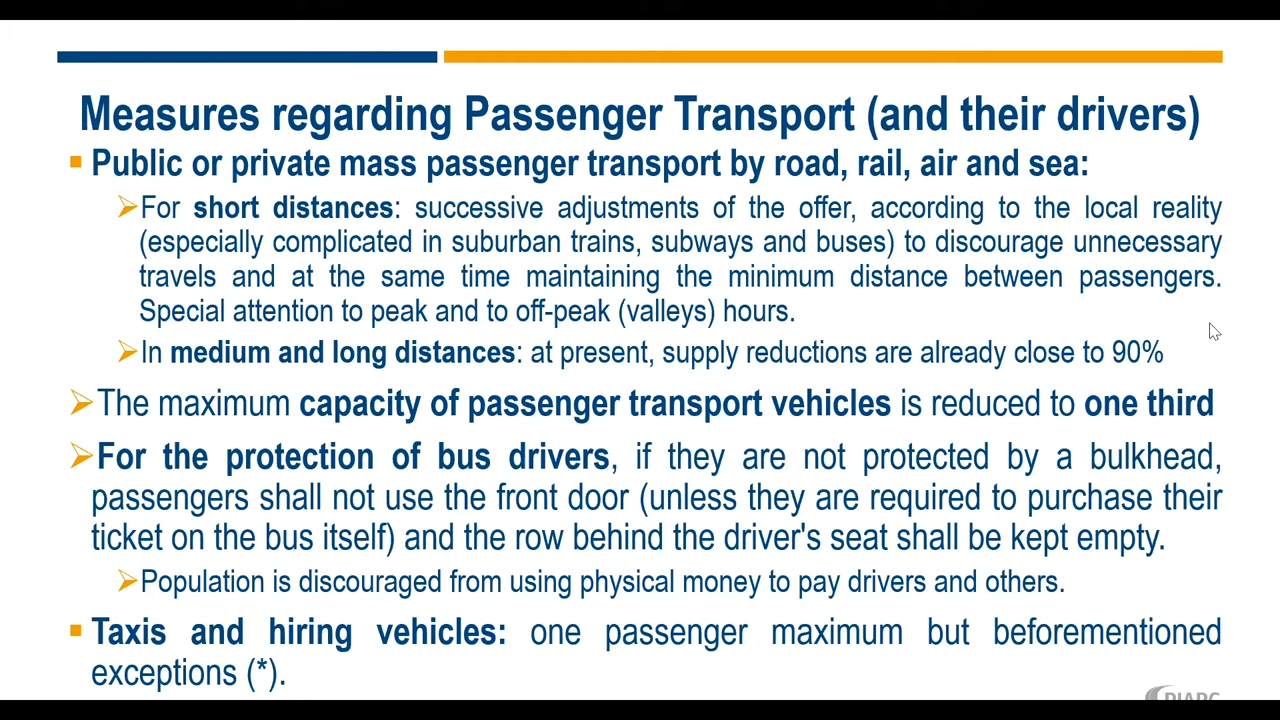 Measures regarding Passenger Transport (and their drivers)
Public or private mass passenger transport by road, rail, air and sea:
For short distances: successive adjustments of the offer, according to the local reality
(especially complicated in suburban trains, subways and buses) to discourage unnecessary
travels and at the same time maintaining the minimum distance between passengers.
Special attention to peak and to off-peak (valleys) hours.
In medium and long distances: at present, supply reductions are already close to 90%
The maximum capacity of passenger transport vehicles is reduced to one third
For the protection of bus drivers, if they are not protected by a bulkhead,
passengers shall not use the front door (unless they are required to purchase their
ticket on the bus itself) and the row behind the driver's seat shall be kept empty.
Population is discouraged from using physical money to pay drivers and others.
Taxis and hiring vehicles: one passenger maximum but beforementioned
exceptions (*).
PIARC